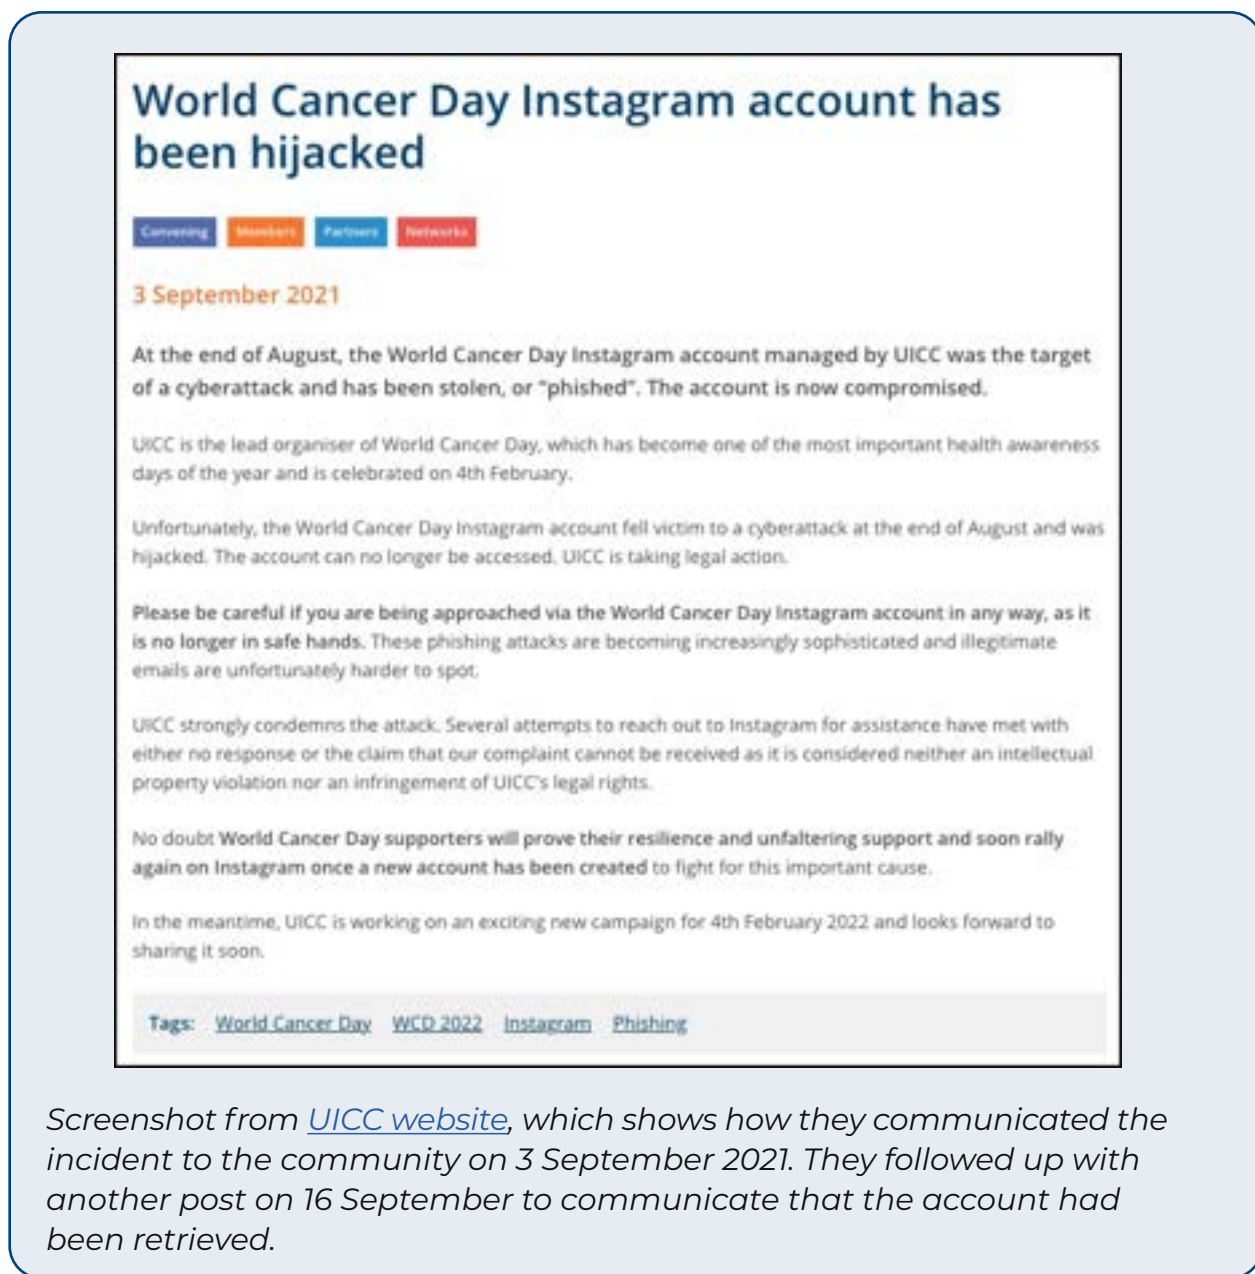 World Cancer Day Instagram account has
been hijacked
Convening Members Partners Networks
3 September 2021
At the end of August, the World Cancer Day Instagram account managed by UICC was the target
of a cyberattack and has been stolen, or "phished". The account is now compromised.
UICC is the lead organiser of World Cancer Day, which has become one of the most important health awareness
days of the year and is celebrated on 4th February.
Unfortunately, the World Cancer Day Instagram account fell victim to a cyberattack at the end of August and was
hijacked. The account can no longer be accessed. UICC is taking legal action.
Please be careful if you are being approached via the World Cancer Day Instagram account in any way, as it
is no longer in safe hands. These phishing attacks are becoming increasingly sophisticated and illegitimate
emails are unfortunately harder to spot.
UICC strongly condemns the attack. Several attempts to reach out to Instagram for assistance have met with
either no response or the claim that our complaint cannot be received as it is considered neither an intellectual
property violation nor an infringement of UICC's legal rights.
No doubt World Cancer Day supporters will prove their resilience and unfaltering support and soon rally
again on Instagram once a new account has been created to fight for this important cause.
In the meantime, UICC is working on an exciting new campaign for 4th February 2022 and looks forward to
sharing it soon.
Tags: World Cancer Day WCD 2022 Instagram Phishing
Screenshot from UICC website, which shows how they communicated the
incident to the community on 3 September 2021. They followed up with
another post on 16 September to communicate that the account had
been retrieved.